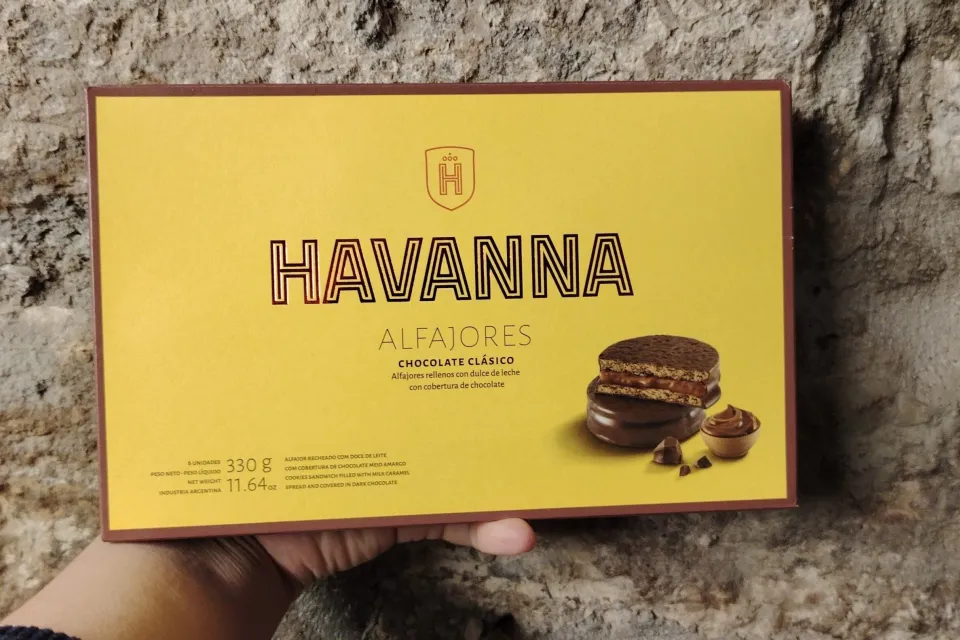 H
HAVANNA
ALFAJORES
CHOCOLATE CLÁSICO
Alfajores rellenos con dulce de leche
con cobertura de chocolate
6 UNIDADES
PESO NETO · PESO LÍQUIDO
NET WEIGHT
INDUSTRIA ARGENTINA
330 g
11.64oz
ALFAJOR RECHEADO COM DOCE DE LEITE
COM COBERTURA DE CHOCOLATE MEIO AMARGO
COOKIES SANDWICH FILLED WITH MILK CARAMEL
SPREAD AND COVERED IN DARK CHOCOLATE